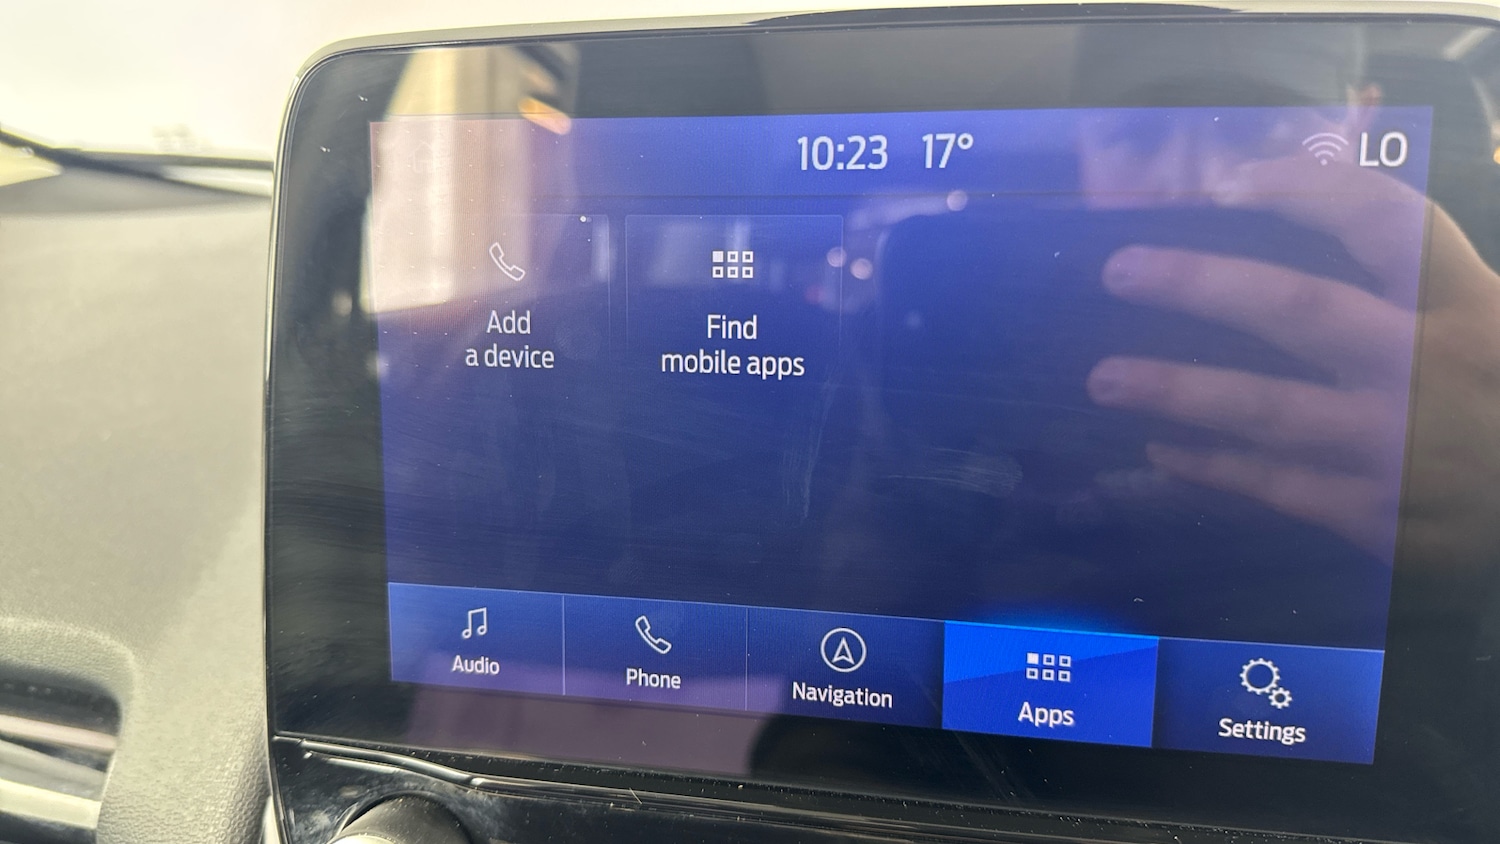 10:23 17° LO
Add
a device
Find
mobile apps
Audio
Phone
Navigation
Apps
Settings